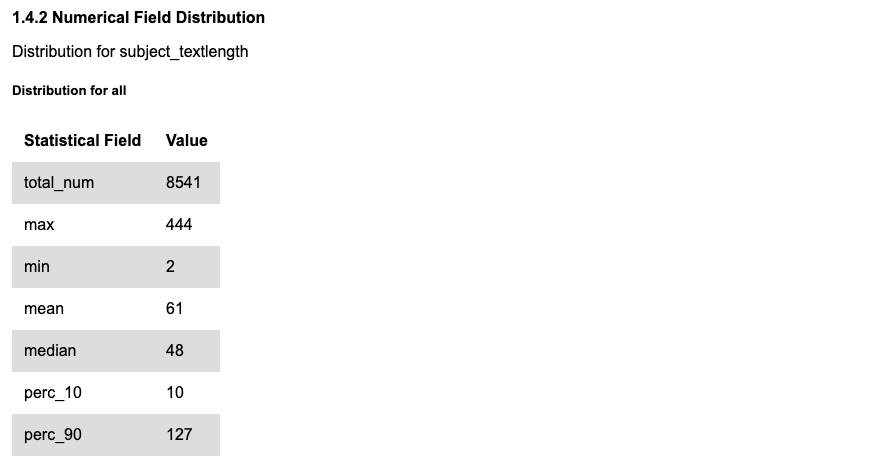 1.4.2 Numerical Field Distribution
Distribution for subject_textlength
Distribution for all
Statistical Field Value
total_num 8541
max 444
min 2
mean 61
median 48
perc_10 10
perc_90 127